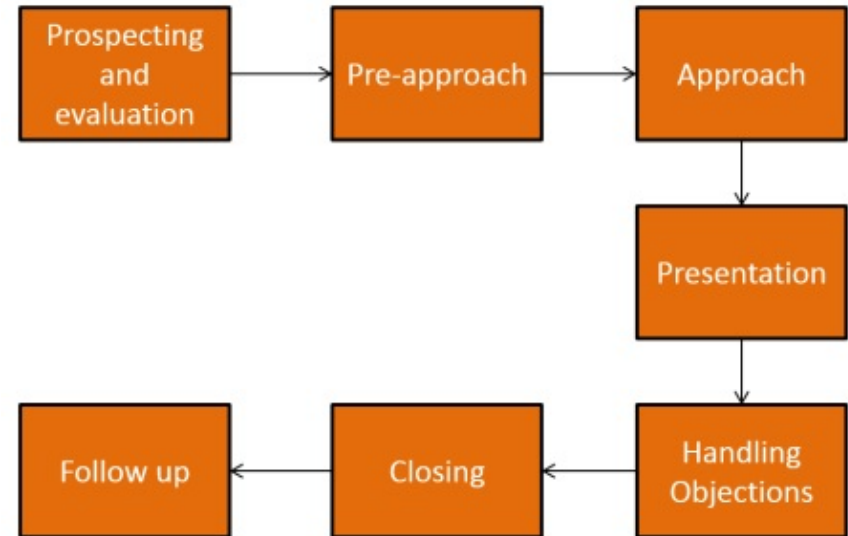 Prospecting
and
evaluation
Pre-approach
Approach
Presentation
Handling
Objections
Closing
Follow up